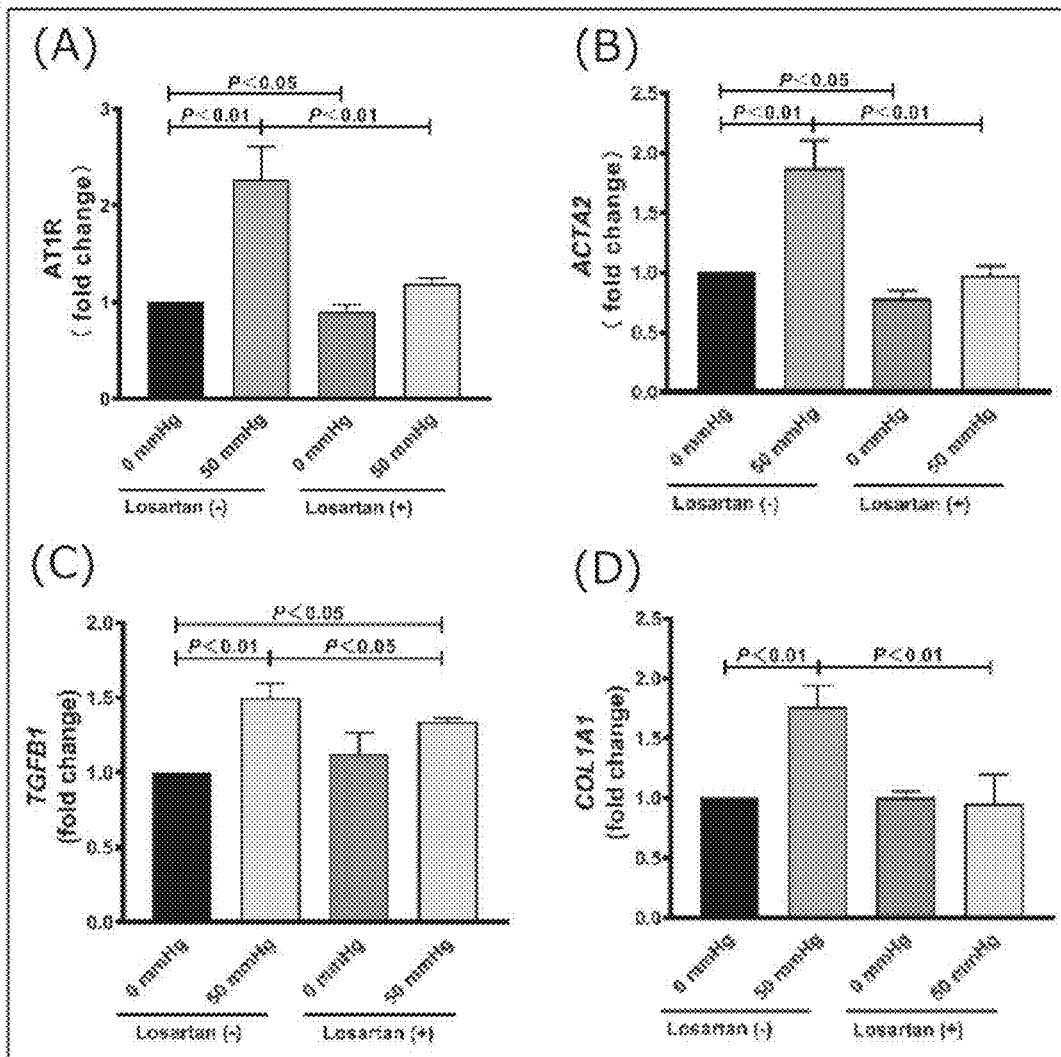 (A)
P<0.05
P<0.01
P<0.01
3
2
1
0
AT1R
( fold change)
0 mmHg
50 mmHg
0 mmHg
50 mmHg
Losartan (-)
Losartan (+)
(B)
P<0.05
P<0.01
P<0.01
2.5
2.0
1.5
1.0
0.5
0.0
ACTA2
( fold change)
0 mmHg
50 mmHg
0 mmHg
50 mmHg
Losartan (-)
Losartan (+)
(C)
P<0.05
P<0.01
P<0.05
2.0
1.5
1.0
0.5
0.0
TGFB1
(fold change)
0 mmHg
50 mmHg
0 mmHg
50 mmHg
Losartan (-)
Losartan (+)
(D)
P<0.01
P<0.01
2.5
2.0
1.5
1.0
0.5
0.0
COL1A1
(fold change)
0 mmHg
50 mmHg
0 mmHg
50 mmHg
Losartan (-)
Losartan (+)